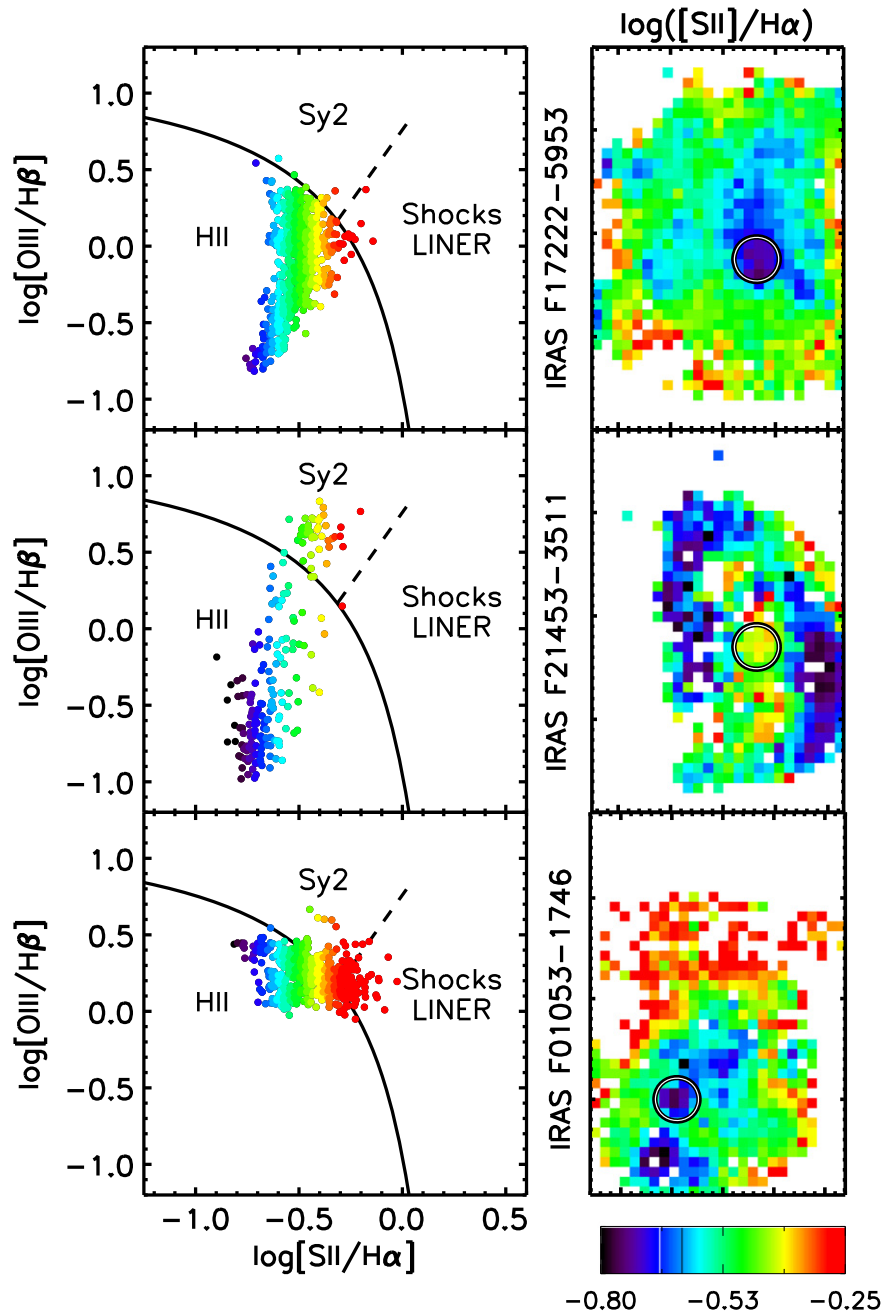 log([SII]/Hα)
1.0
0.5
0.0
−0.5
−1.0
log[OIII/Hβ]
Sy2
HII
Shocks
LINER
IRAS F17222−5953
1.0
0.5
0.0
−0.5
−1.0
log[OIII/Hβ]
Sy2
HII
Shocks
LINER
IRAS F21453−3511
1.0
0.5
0.0
−0.5
−1.0
log[OIII/Hβ]
Sy2
HII
Shocks
LINER
IRAS F01053−1746
−1.0 −0.5 0.0 0.5
log[SII/Hα]
−0.80 −0.53 −0.25